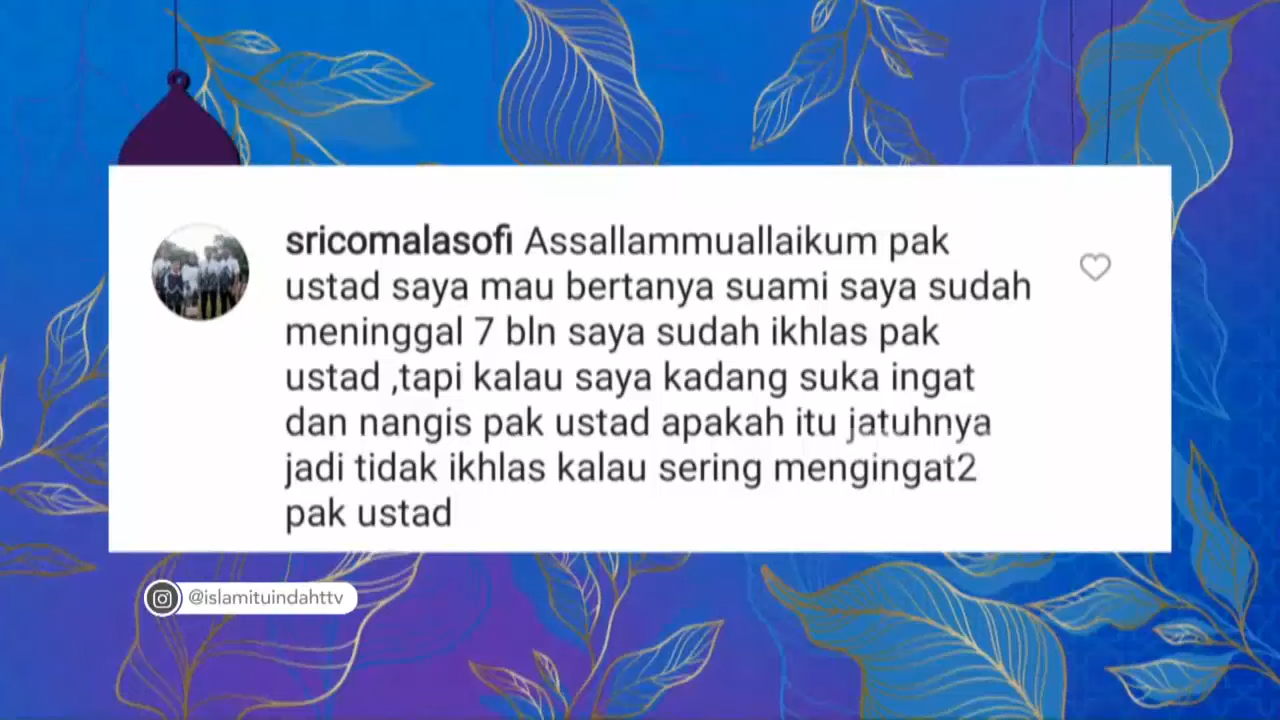 sricomalasofi Assallammuallaikum pak
ustad saya mau bertanya suami saya sudah
meninggal 7 bln saya sudah ikhlas pak
ustad ,tapi kalau saya kadang suka ingat
dan nangis pak ustad apakah itu jatuhnya
jadi tidak ikhlas kalau sering mengingat2
pak ustad
@islamituindahttv